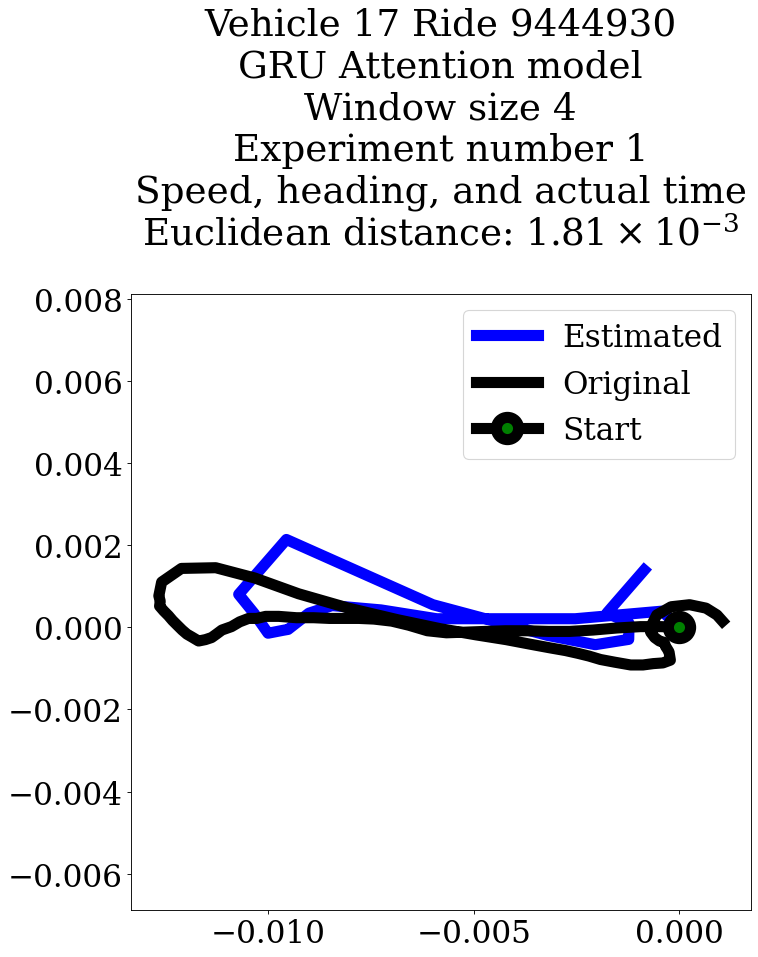 Vehicle 17 Ride 9444930
GRU Attention model
Window size 4
Experiment number 1
Speed, heading, and actual time
Euclidean distance: 1.81 × 10⁻³
Estimated
Original
Start
0.008
0.006
0.004
0.002
0.000
−0.002
−0.004
−0.006
−0.010
−0.005
0.000